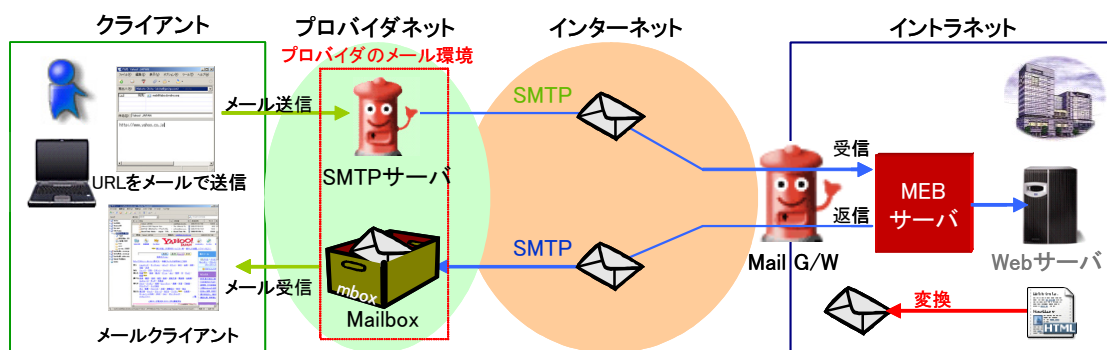 クライアント
プロバイダネット
インターネット
イントラネット
プロバイダのメール環境
メール送信
SMTP
URLをメールで送信
SMTPサーバ
受信
MEB
サーバ
返信
YAHOO!
SMTP
メール受信
mbox
Mailbox
Mail G/W
Webサーバ
変換
HTML
メールクライアント